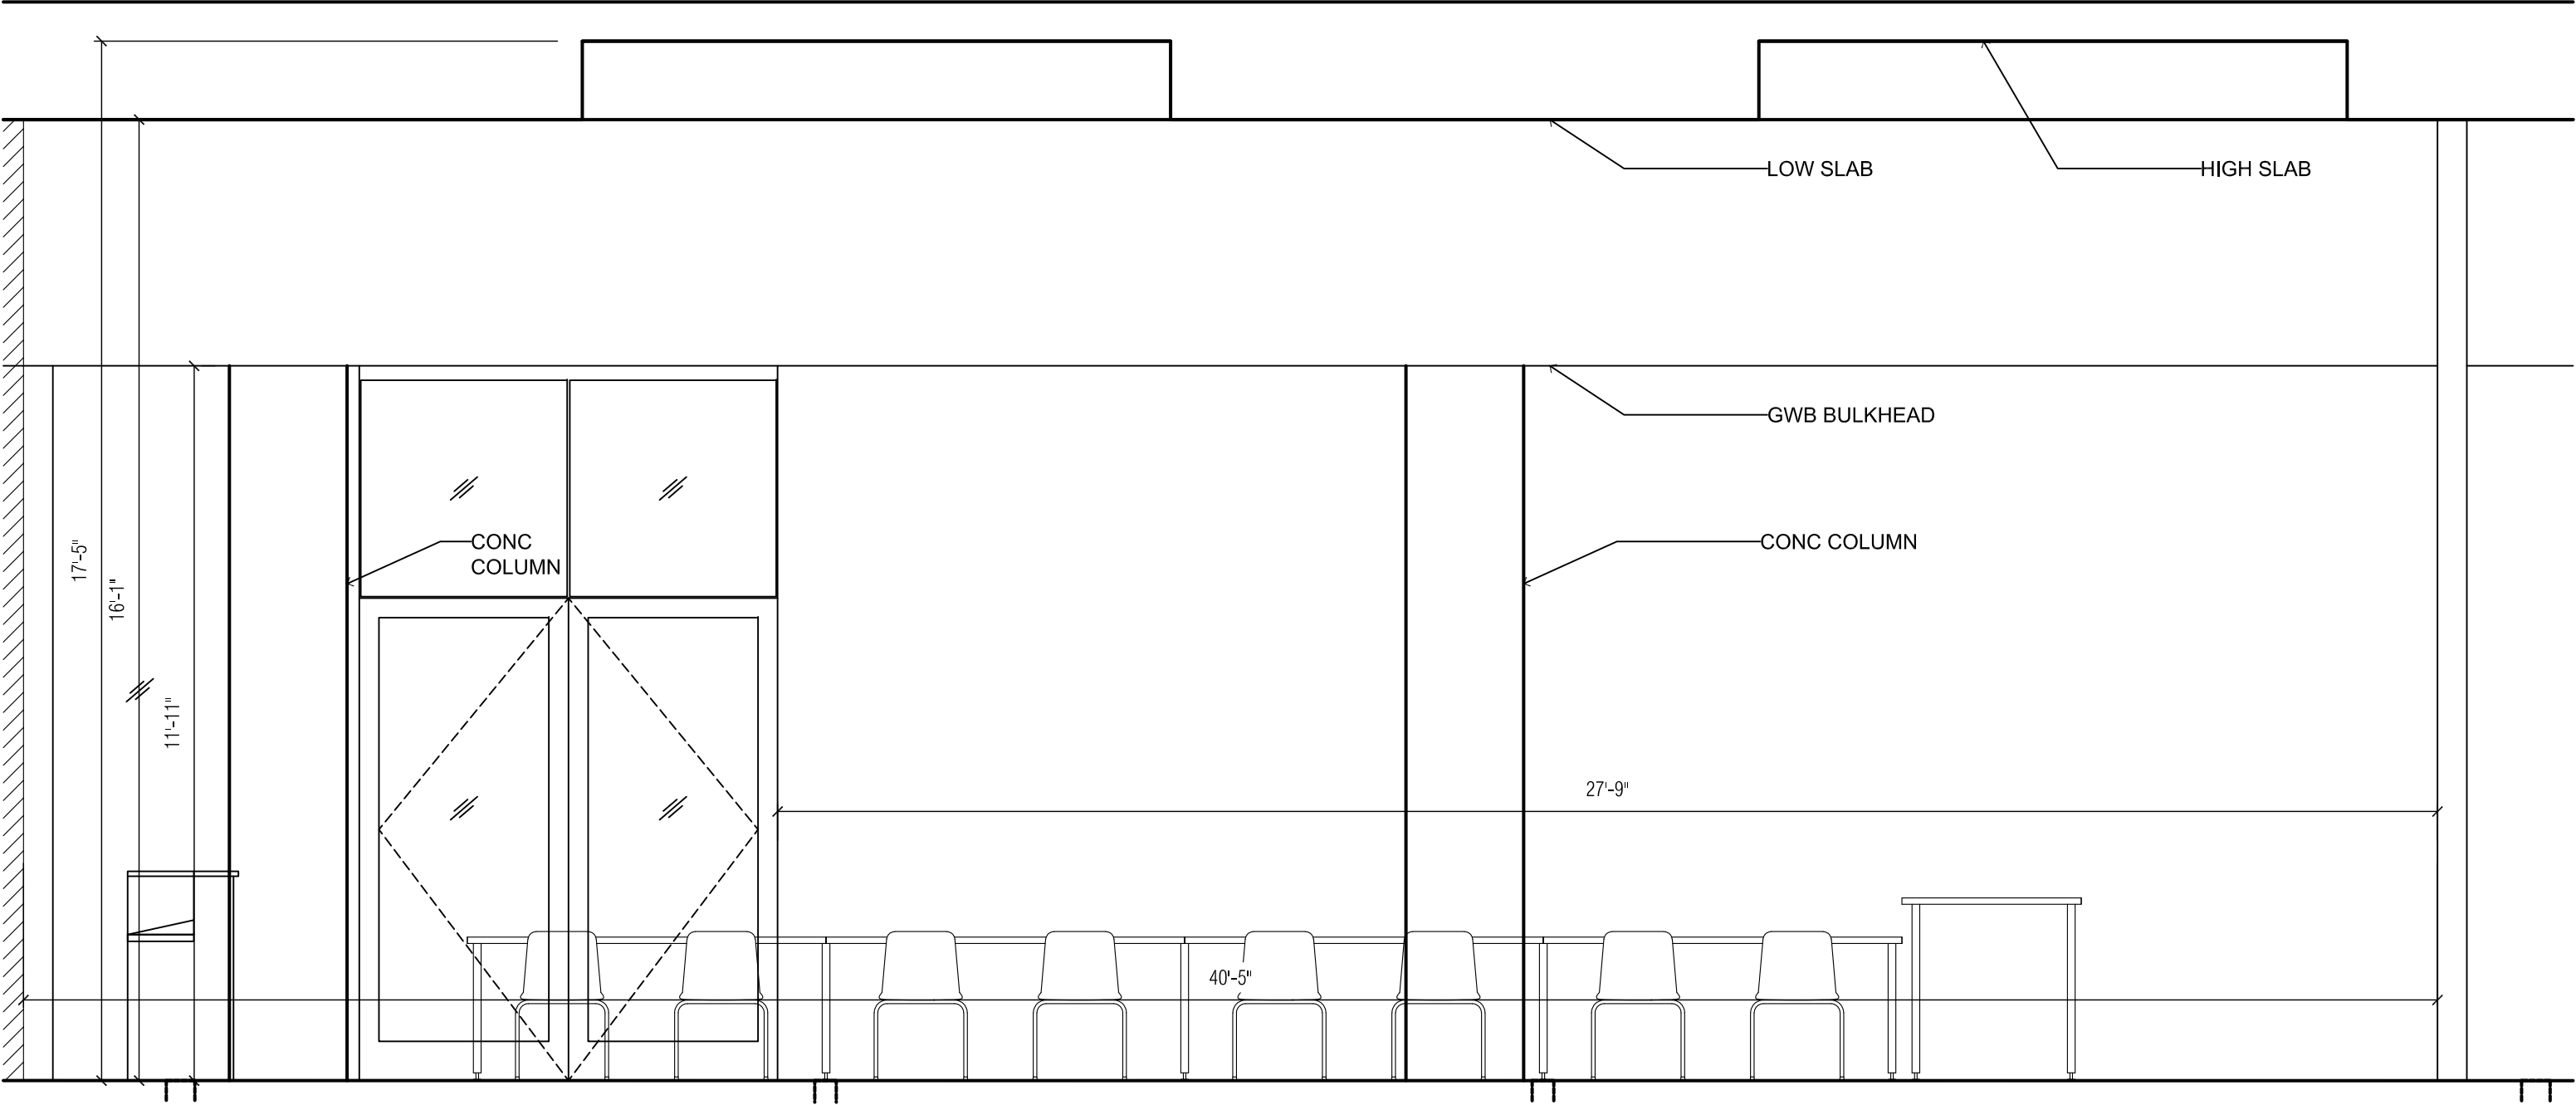 LOW SLAB
HIGH SLAB
GWB BULKHEAD
CONC
COLUMN
CONC COLUMN
17'-5"
16'-1"
11'-11"
27'-9"
40'-5"